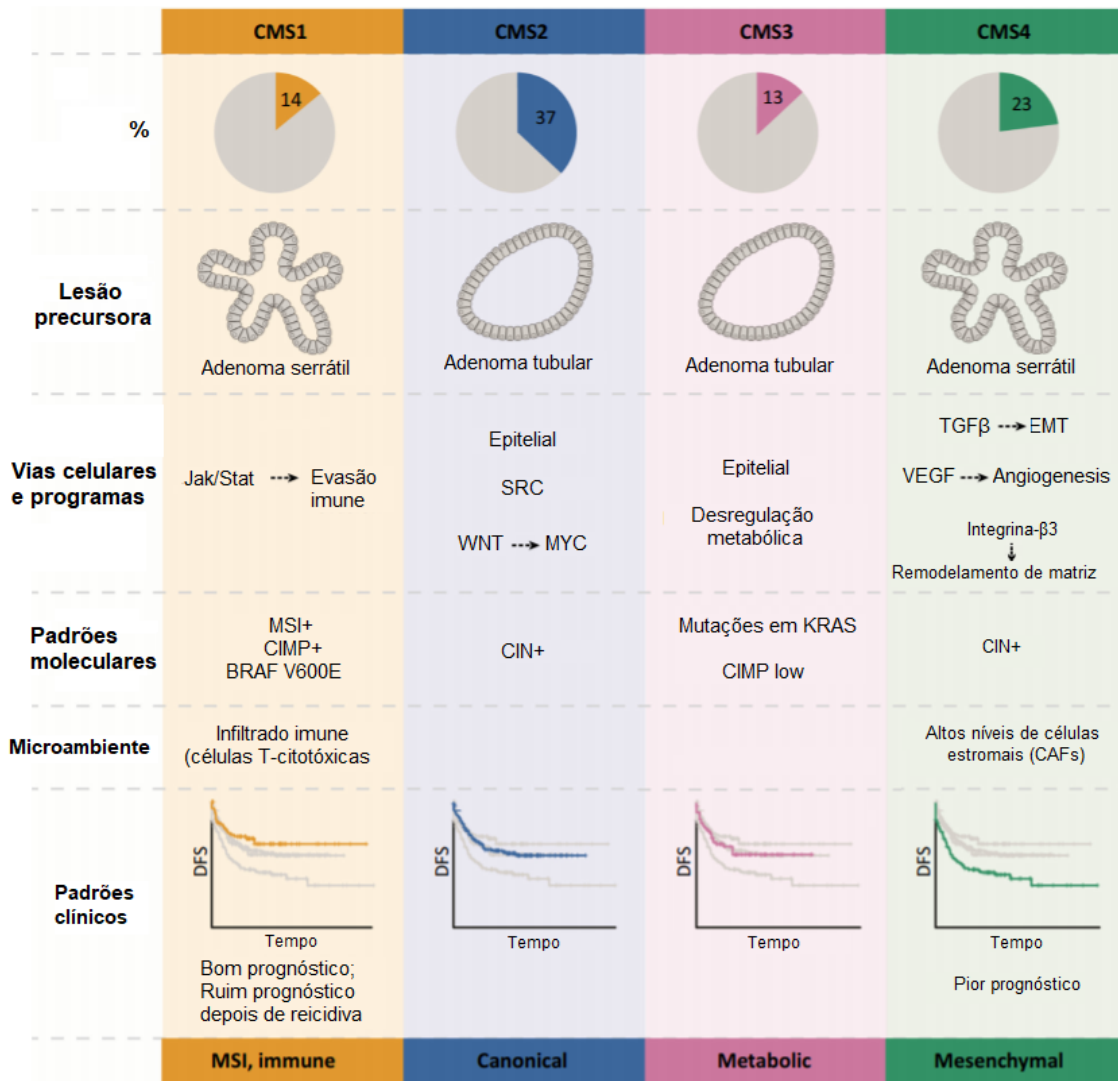 CMS1 CMS2 CMS3 CMS4
%
14 37 13 23
Lesão
precursora
Adenoma serrátil Adenoma tubular Adenoma tubular Adenoma serrátil
Vias celulares
e programas
Jak/Stat Evasão
imune
Epitelial
SRC
WNT MYC
Epitelial
Desregulação
metabólica
TGFβ EMT
VEGF Angiogenesis
Integrina-β3
Remodelamento de matriz
Padrões
moleculares
MSI+
CIMP+
BRAF V600E
CIN+
Mutações em KRAS
CIMP low
CIN+
Microambiente
Infiltrado imune
(células T-citotóxicas
Altos níveis de células
estromais (CAFs)
Padrões
clínicos
DFS DFS DFS DFS
Tempo Tempo Tempo Tempo
Bom prognóstico;
Ruim prognóstico
depois de reicidiva
Pior prognóstico
MSI, immune Canonical Metabolic Mesenchymal